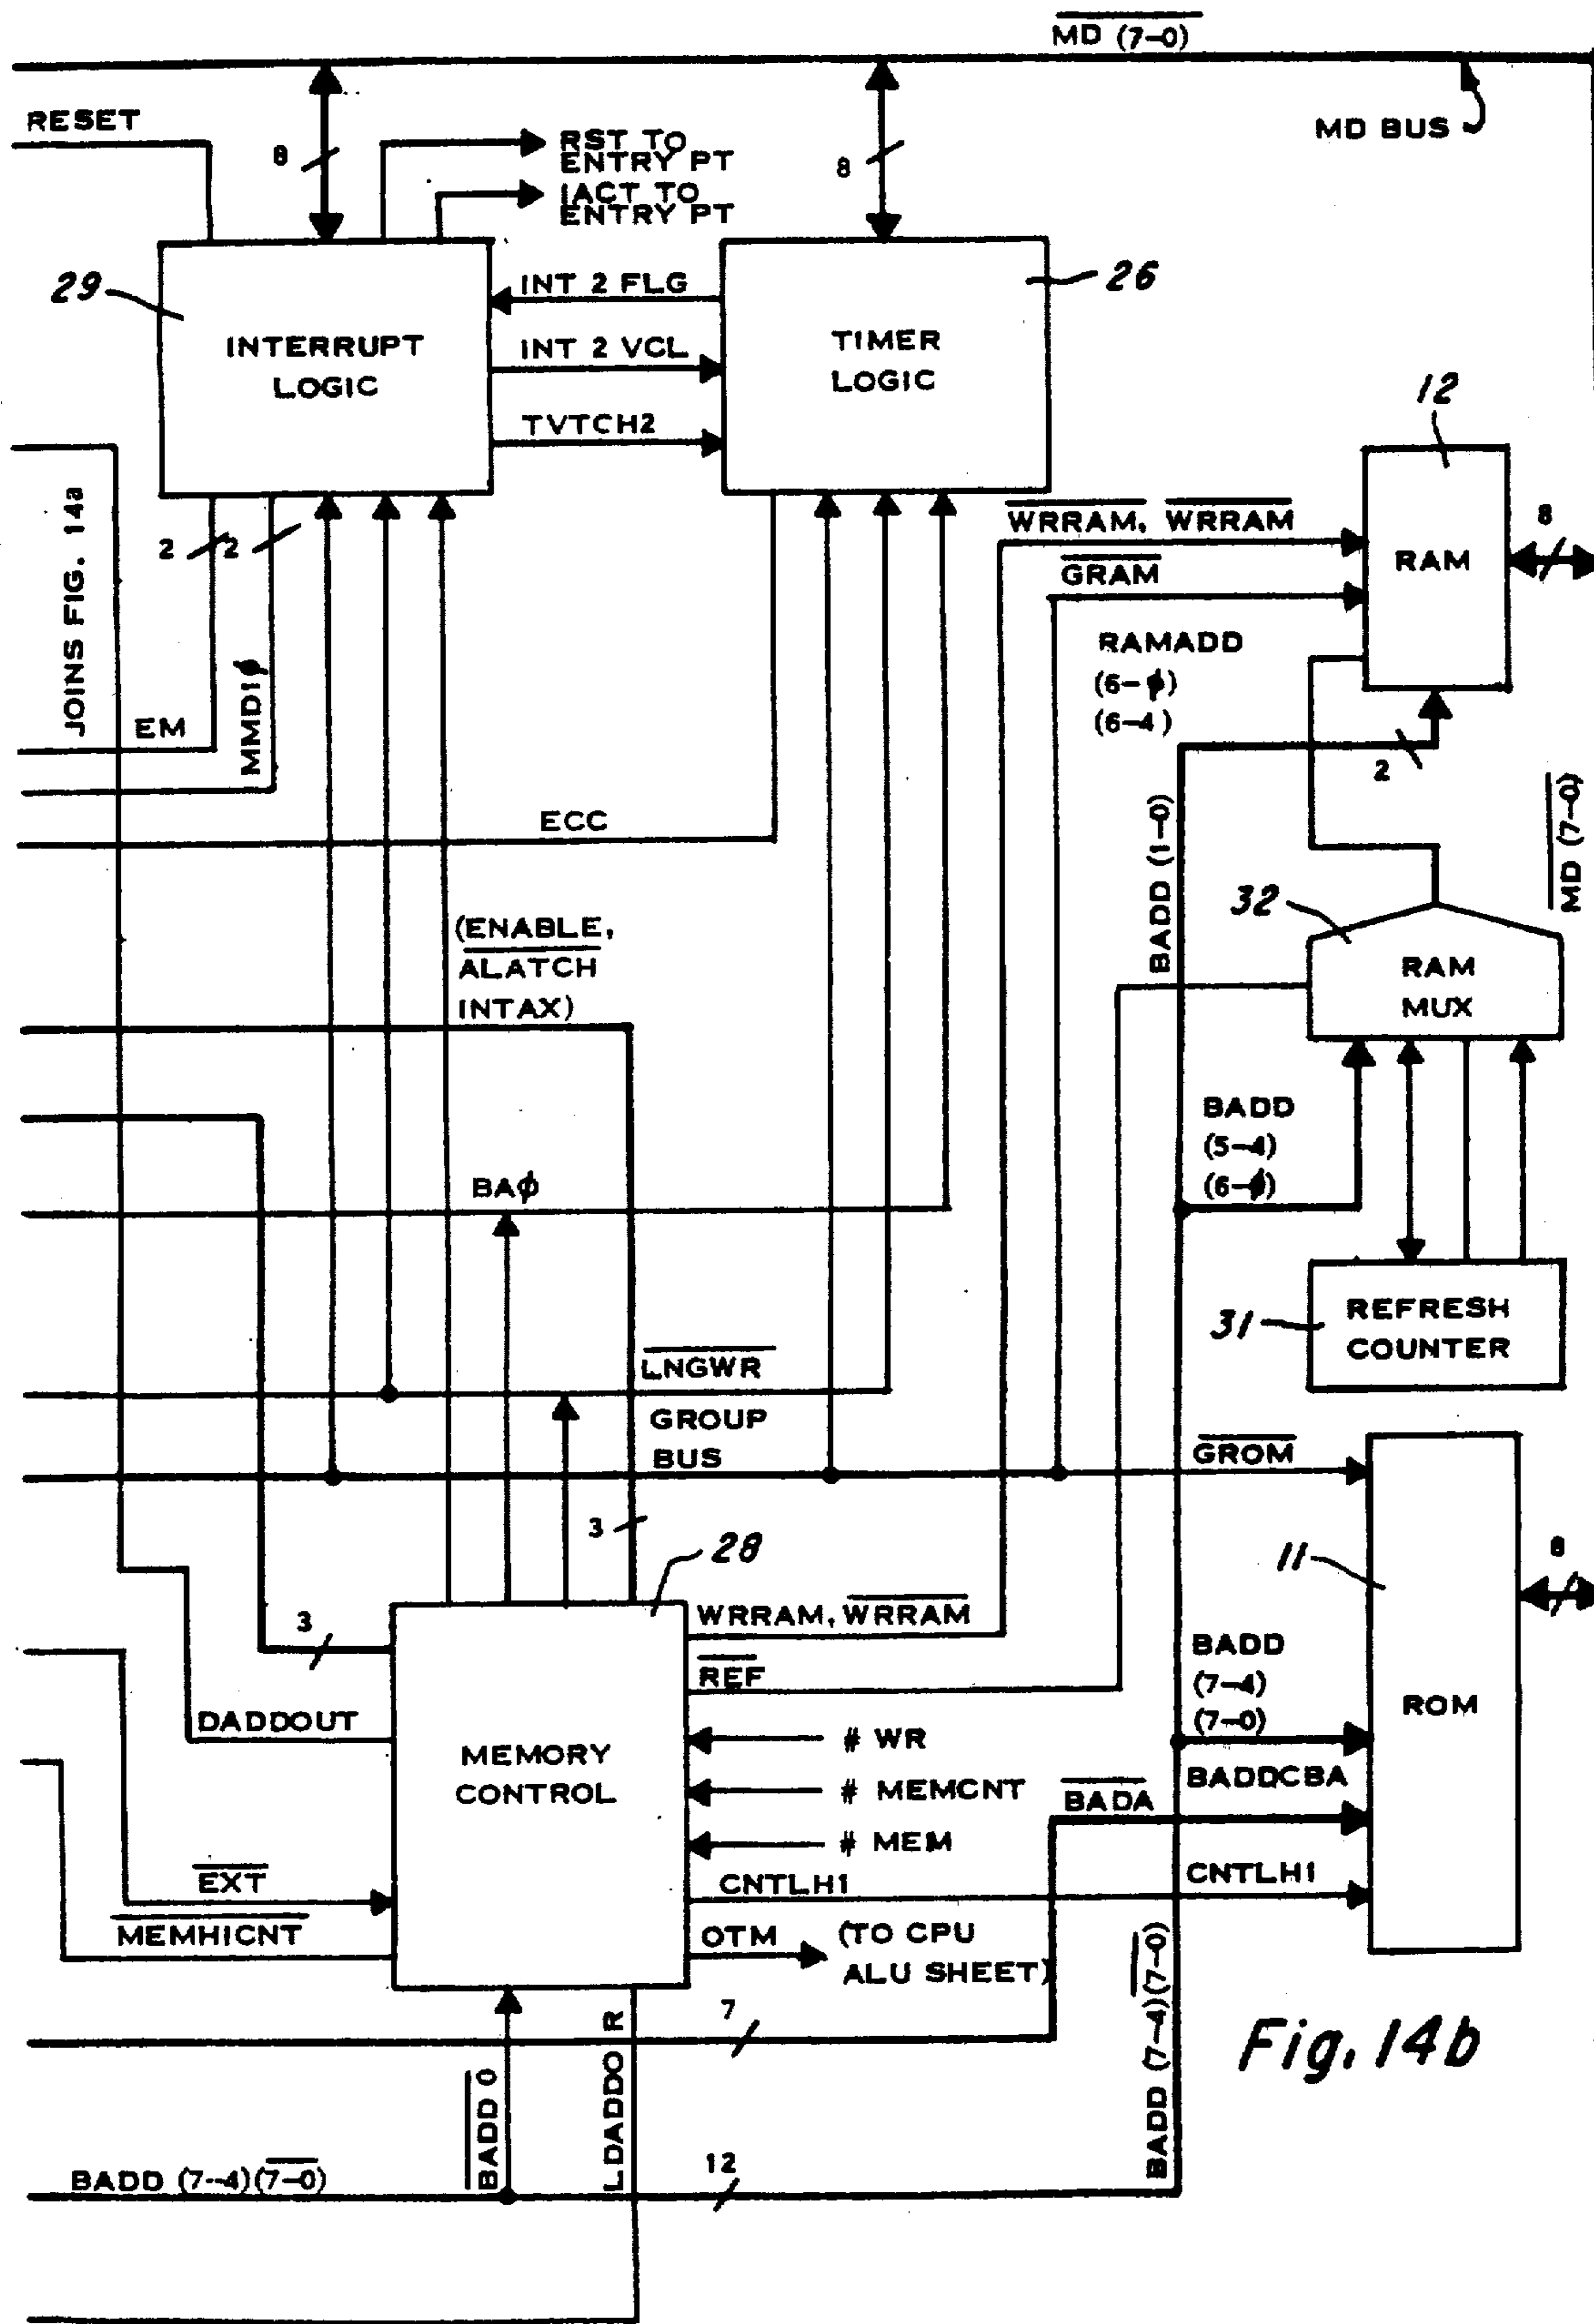 MD (7-0)
RESET
8
RST TO
ENTRY PT
IACT TO
ENTRY PT
8
MD BUS
29
INTERRUPT
LOGIC
INT 2 FLG
INT 2 VCL
TVTCH2
TIMER
LOGIC
26
12
JOINS FIG. 14a
2
2
WRRAM, WRRAM
GRAM
RAM
8
RAMADD
(6-ϕ)
(6-4)
EM
MMD1ϕ
2
ECC
BADD (1-0)
MD (7-0)
32
RAM
MUX
(ENABLE,
ALATCH
INTAX)
BADD
(5-4)
(6-ϕ)
BAϕ
31
REFRESH
COUNTER
LNGWR
GROUP
BUS
GROM
3
28
11
8
3
WRRAM, WRRAM
REF
BADD
(7-4)
(7-0)
ROM
DADDOUT
MEMORY
CONTROL
# WR
# MEMCNT
# MEM
BADA
BADDCBA
EXT
CNTLH1
CNTLH1
MEMHICNT
OTM
(TO CPU
ALU SHEET)
7
BADD 0
LDADDO R
BADD (7-4)(7-0)
Fig. 14b
BADD (7-4)(7-0)
12